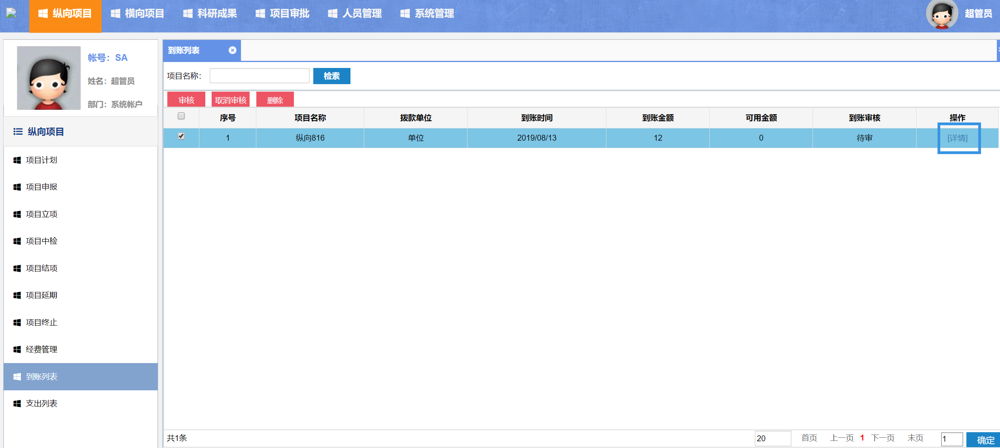 纵向项目 横向项目 科研成果 项目审批 人员管理 系统管理 超管员
帐号：SA
姓名：超管员
部门：系统帐户
纵向项目
项目计划
项目申报
项目立项
项目中检
项目结项
项目延期
项目终止
经费管理
到账列表
支出列表
到账列表
项目名称： 检索
审核 取消审核 删除
序号 项目名称 拨款单位 到账时间 到账金额 可用金额 到账审核 操作
1 纵向816 单位 2019/08/13 12 0 待审 [详情]
共1条 20 首页 上一页 1 下一页 末页 1 确定